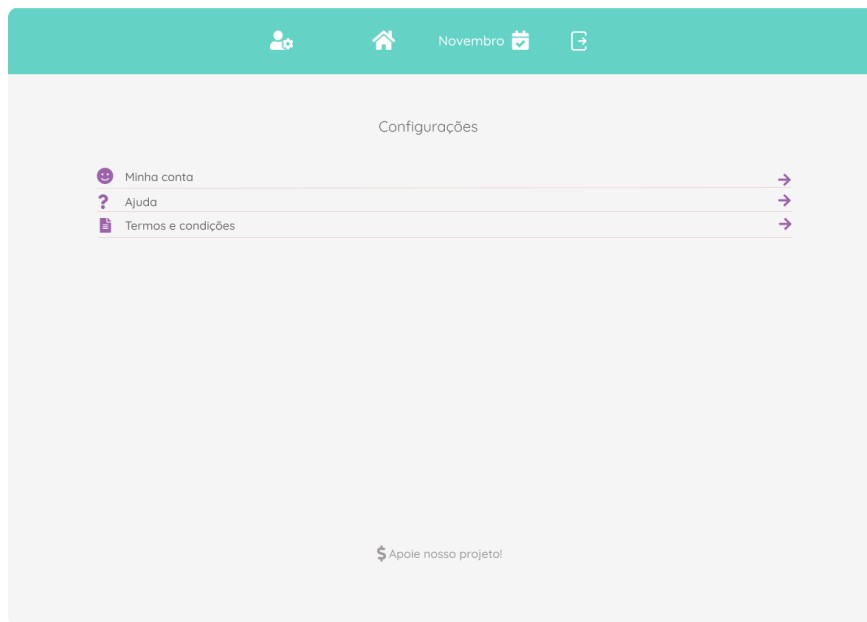 Novembro
Configurações
Minha conta
Ajuda
Termos e condições
$ Apoie nosso projeto!